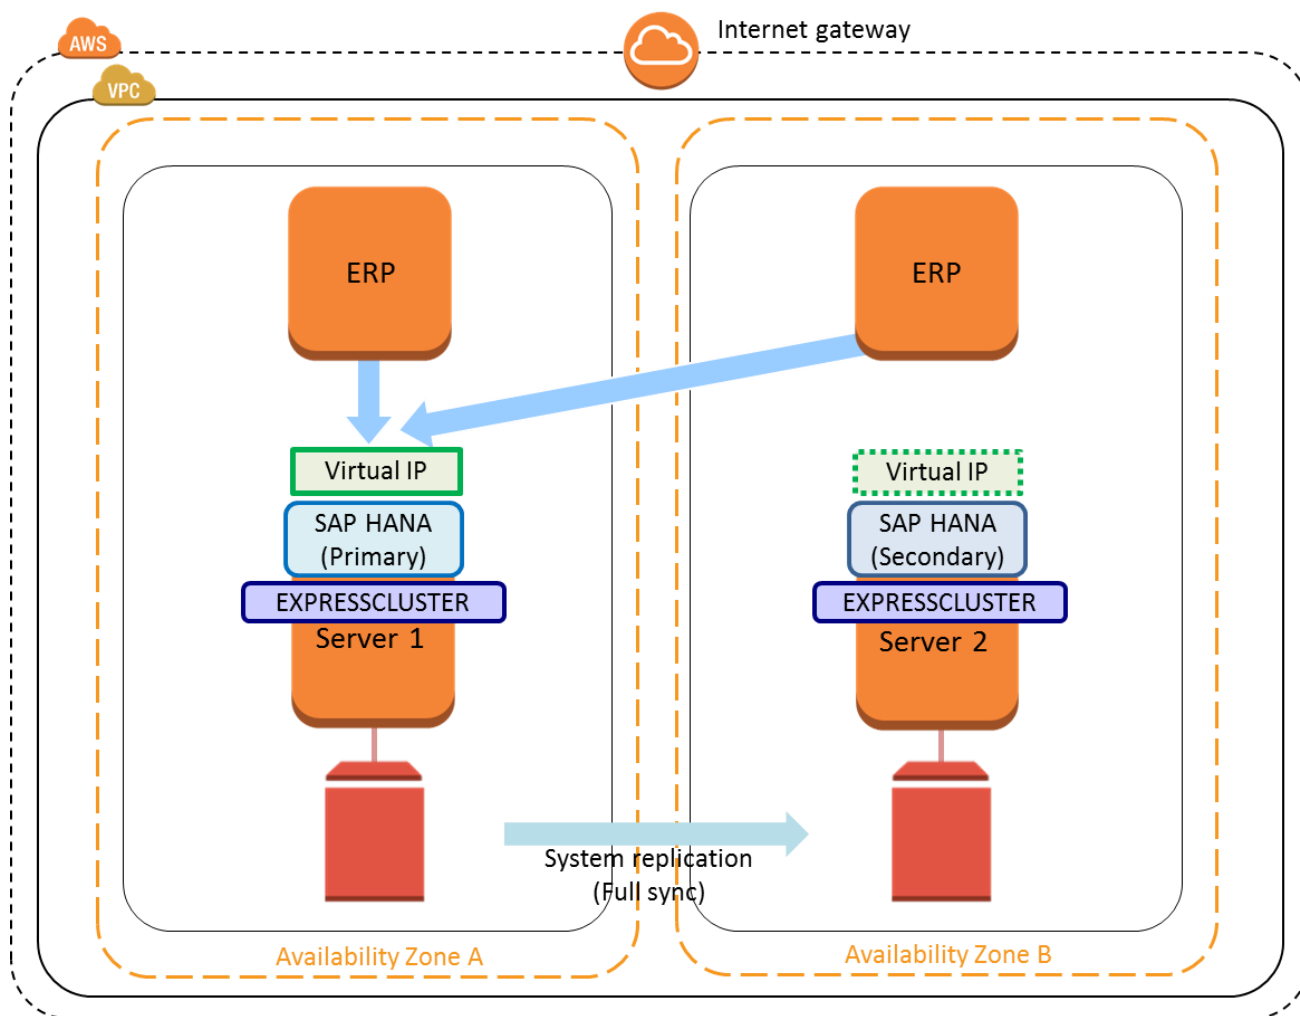 AWS
Internet gateway
VPC
ERP
ERP
Virtual IP
Virtual IP
SAP HANA
(Primary)
SAP HANA
(Secondary)
EXPRESSCLUSTER
EXPRESSCLUSTER
Server 1
Server 2
System replication
(Full sync)
Availability Zone A
Availability Zone B